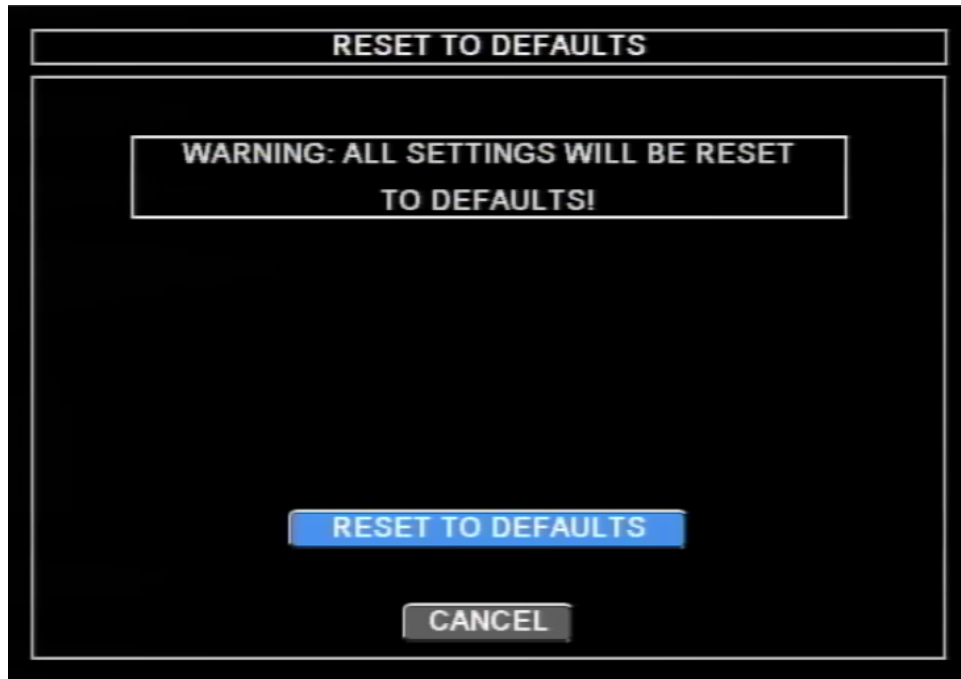 RESET TO DEFAULTS
WARNING: ALL SETTINGS WILL BE RESET
TO DEFAULTS!
RESET TO DEFAULTS
CANCEL